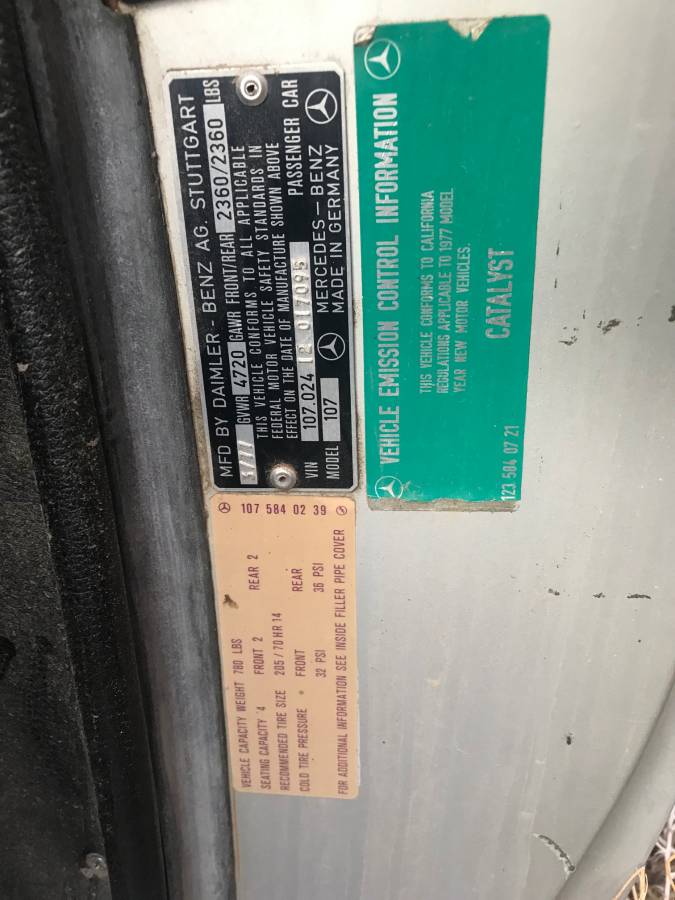 MFD BY DAIMLER-BENZ AG. STUTTGART
3/77 GVWR 4720 GAWR FRONT/REAR 2360/2360 LBS
THIS VEHICLE CONFORMS TO ALL APPLICABLE
FEDERAL MOTOR VEHICLE SAFETY STANDARDS IN
EFFECT ON THE DATE OF MANUFACTURE SHOWN ABOVE
VIN 107.024 12 017095 PASSENGER CAR
MODEL 107 MERCEDES-BENZ
MADE IN GERMANY
VEHICLE EMISSION CONTROL INFORMATION
THIS VEHICLE CONFORMS TO CALIFORNIA
REGULATIONS APPLICABLE TO 1977 MODEL
YEAR NEW MOTOR VEHICLES.
CATALYST
123 584 07 21
107 584 02 39
VEHICLE CAPACITY WEIGHT 780 LBS
SEATING CAPACITY 4 FRONT 2 REAR 2
RECOMMENDED TIRE SIZE 205/70 HR 14
COLD TIRE PRESSURE FRONT REAR
32 PSI 36 PSI
FOR ADDITIONAL INFORMATION SEE INSIDE FILLER PIPE COVER